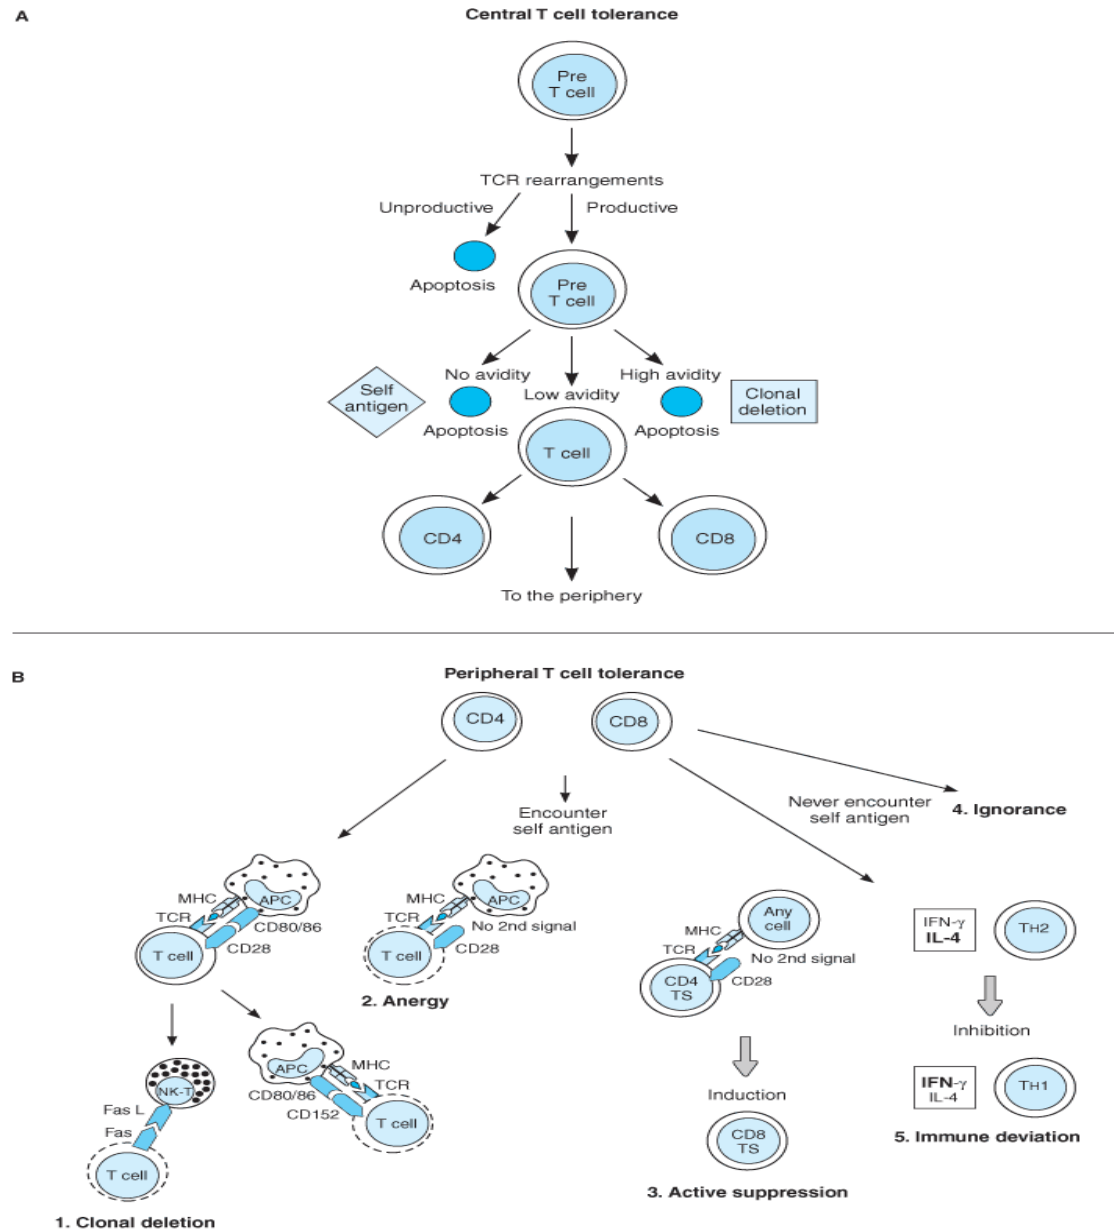 A
Central T cell tolerance
Pre
T cell
TCR rearrangements
Unproductive
Productive
Apoptosis
Pre
T cell
No avidity
Low avidity
High avidity
Self
antigen
Clonal
deletion
Apoptosis
Apoptosis
T cell
CD4
CD8
To the periphery
B
Peripheral T cell tolerance
CD4
CD8
Encounter
self antigen
Never encounter
self antigen
4. Ignorance
MHC
APC
TCR
CD80/86
CD28
T cell
MHC
APC
TCR
No 2nd signal
CD28
T cell
2. Anergy
Any
cell
MHC
TCR
No 2nd signal
CD28
CD4
TS
Induction
CD8
TS
3. Active suppression
IFN-γ
IL-4
TH2
Inhibition
IFN-γ
IL-4
TH1
5. Immune deviation
NK-T
Fas L
Fas
T cell
1. Clonal deletion
APC
MHC
CD80/86
TCR
CD152
T cell